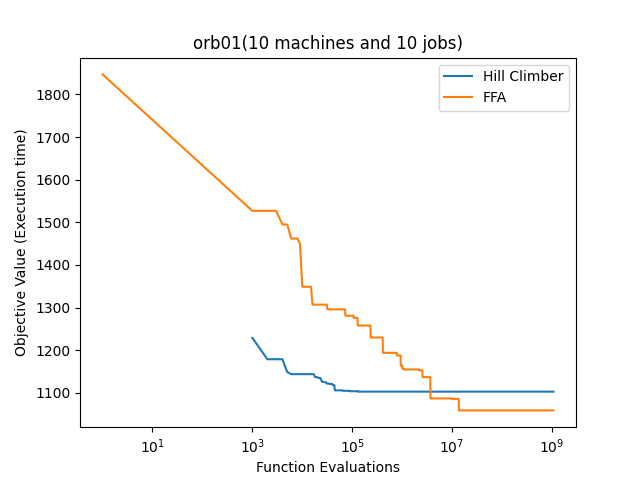 orb01(10 machines and 10 jobs)
Hill Climber
FFA
Objective Value (Execution time)
1800
1700
1600
1500
1400
1300
1200
1100
10¹ 10³ 10⁵ 10⁷ 10⁹
Function Evaluations